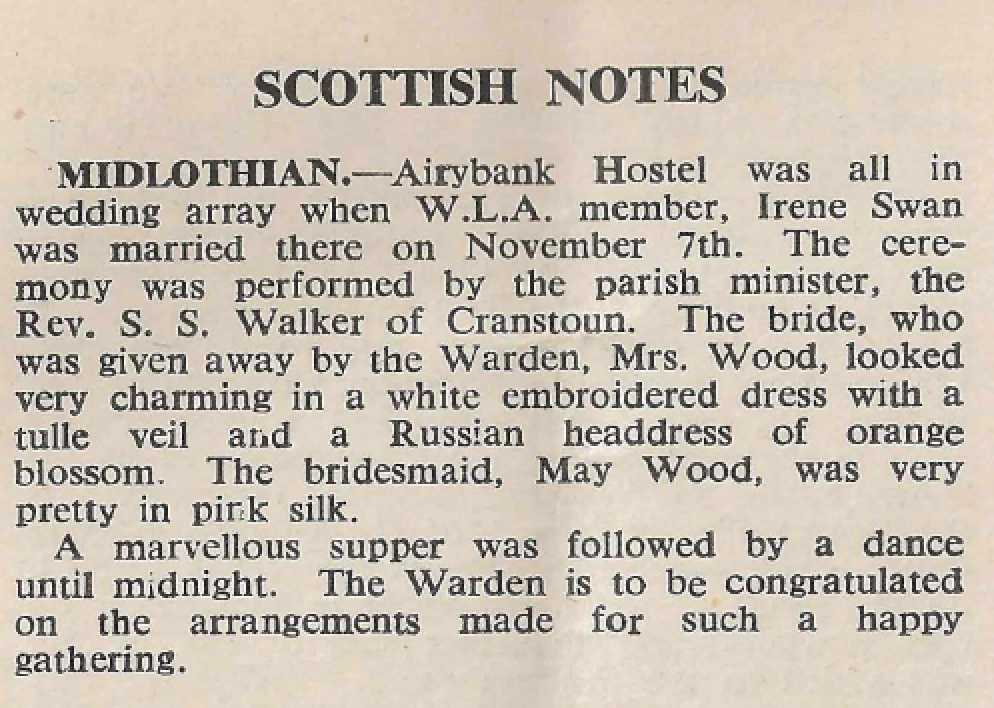 SCOTTISH NOTES
MIDLOTHIAN.—Airybank Hostel was all in
wedding array when W.L.A. member, Irene Swan
was married there on November 7th. The cere-
mony was performed by the parish minister, the
Rev. S. S. Walker of Cranstoun. The bride, who
was given away by the Warden, Mrs. Wood, looked
very charming in a white embroidered dress with a
tulle veil and a Russian headdress of orange
blossom. The bridesmaid, May Wood, was very
pretty in pink silk.
A marvellous supper was followed by a dance
until midnight. The Warden is to be congratulated
on the arrangements made for such a happy
gathering.